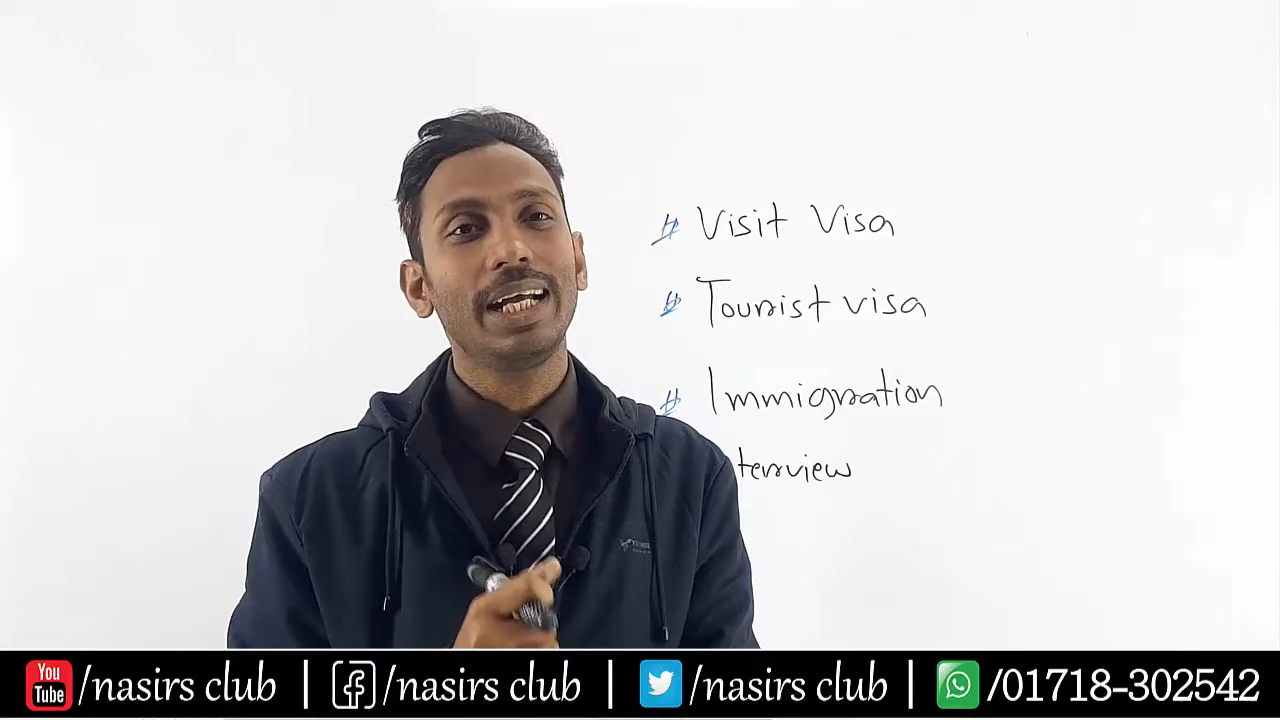 # Visit Visa
# Tourist visa
# Immigration
terview
You Tube /nasirs club | f /nasirs club | /nasirs club | /01718-302542